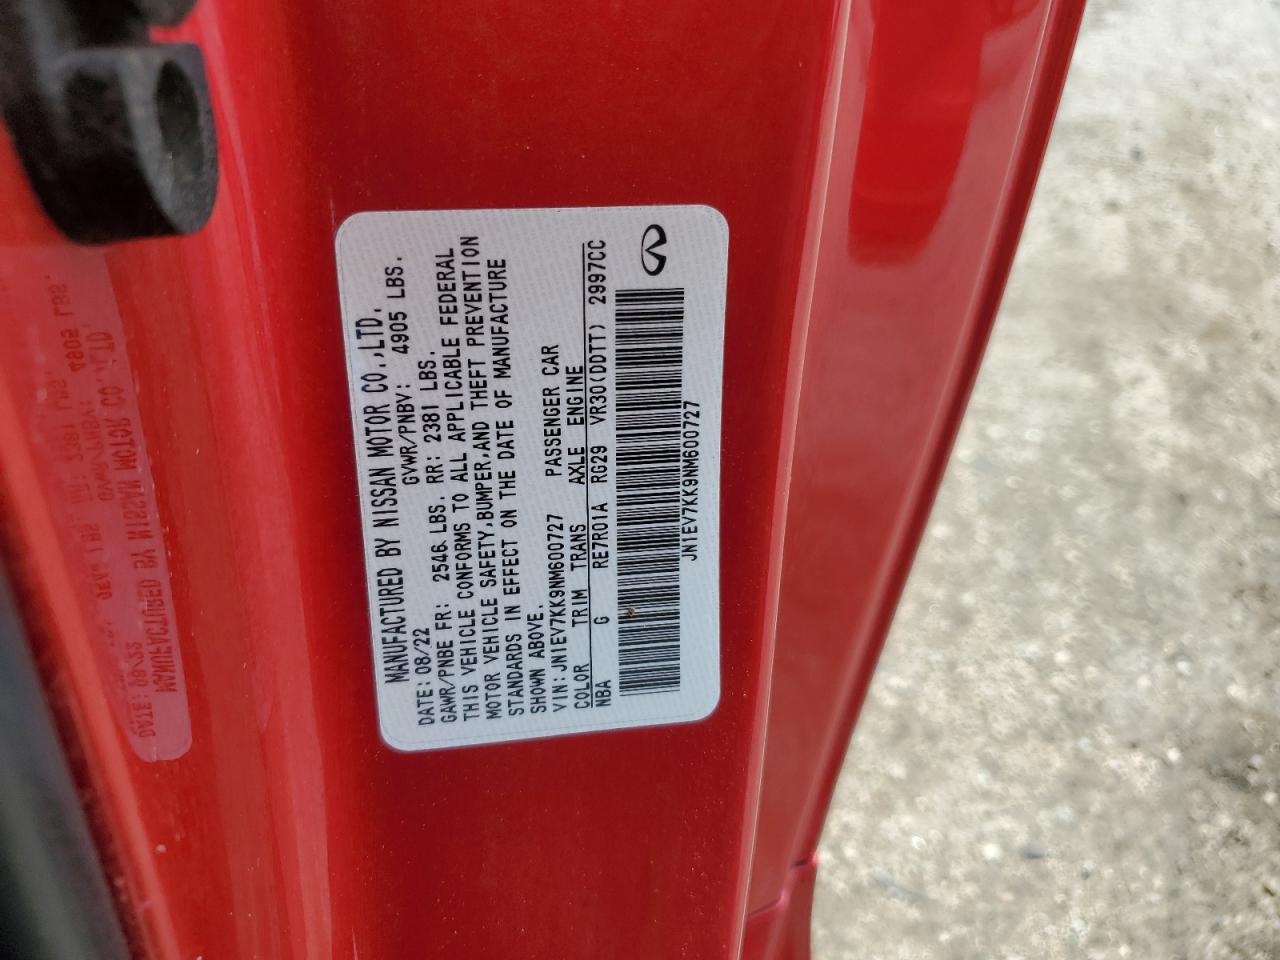 MANUFACTURED BY NISSAN MOTOR CO.,LTD.
DATE: 08/22 GVWR/PNBV: 4905 LBS.
GAWR/PNBE FR: 2546 LBS. RR: 2381 LBS.
THIS VEHICLE CONFORMS TO ALL APPLICABLE FEDERAL
MOTOR VEHICLE SAFETY,BUMPER,AND THEFT PREVENTION
STANDARDS IN EFFECT ON THE DATE OF MANUFACTURE
SHOWN ABOVE.
VIN: JN1EV7KK9NM600727 PASSENGER CAR
COLOR TRIM TRANS AXLE ENGINE
NBA G RE7R01A RG29 VR30(DDTT) 2997CC
JN1EV7KK9NM600727